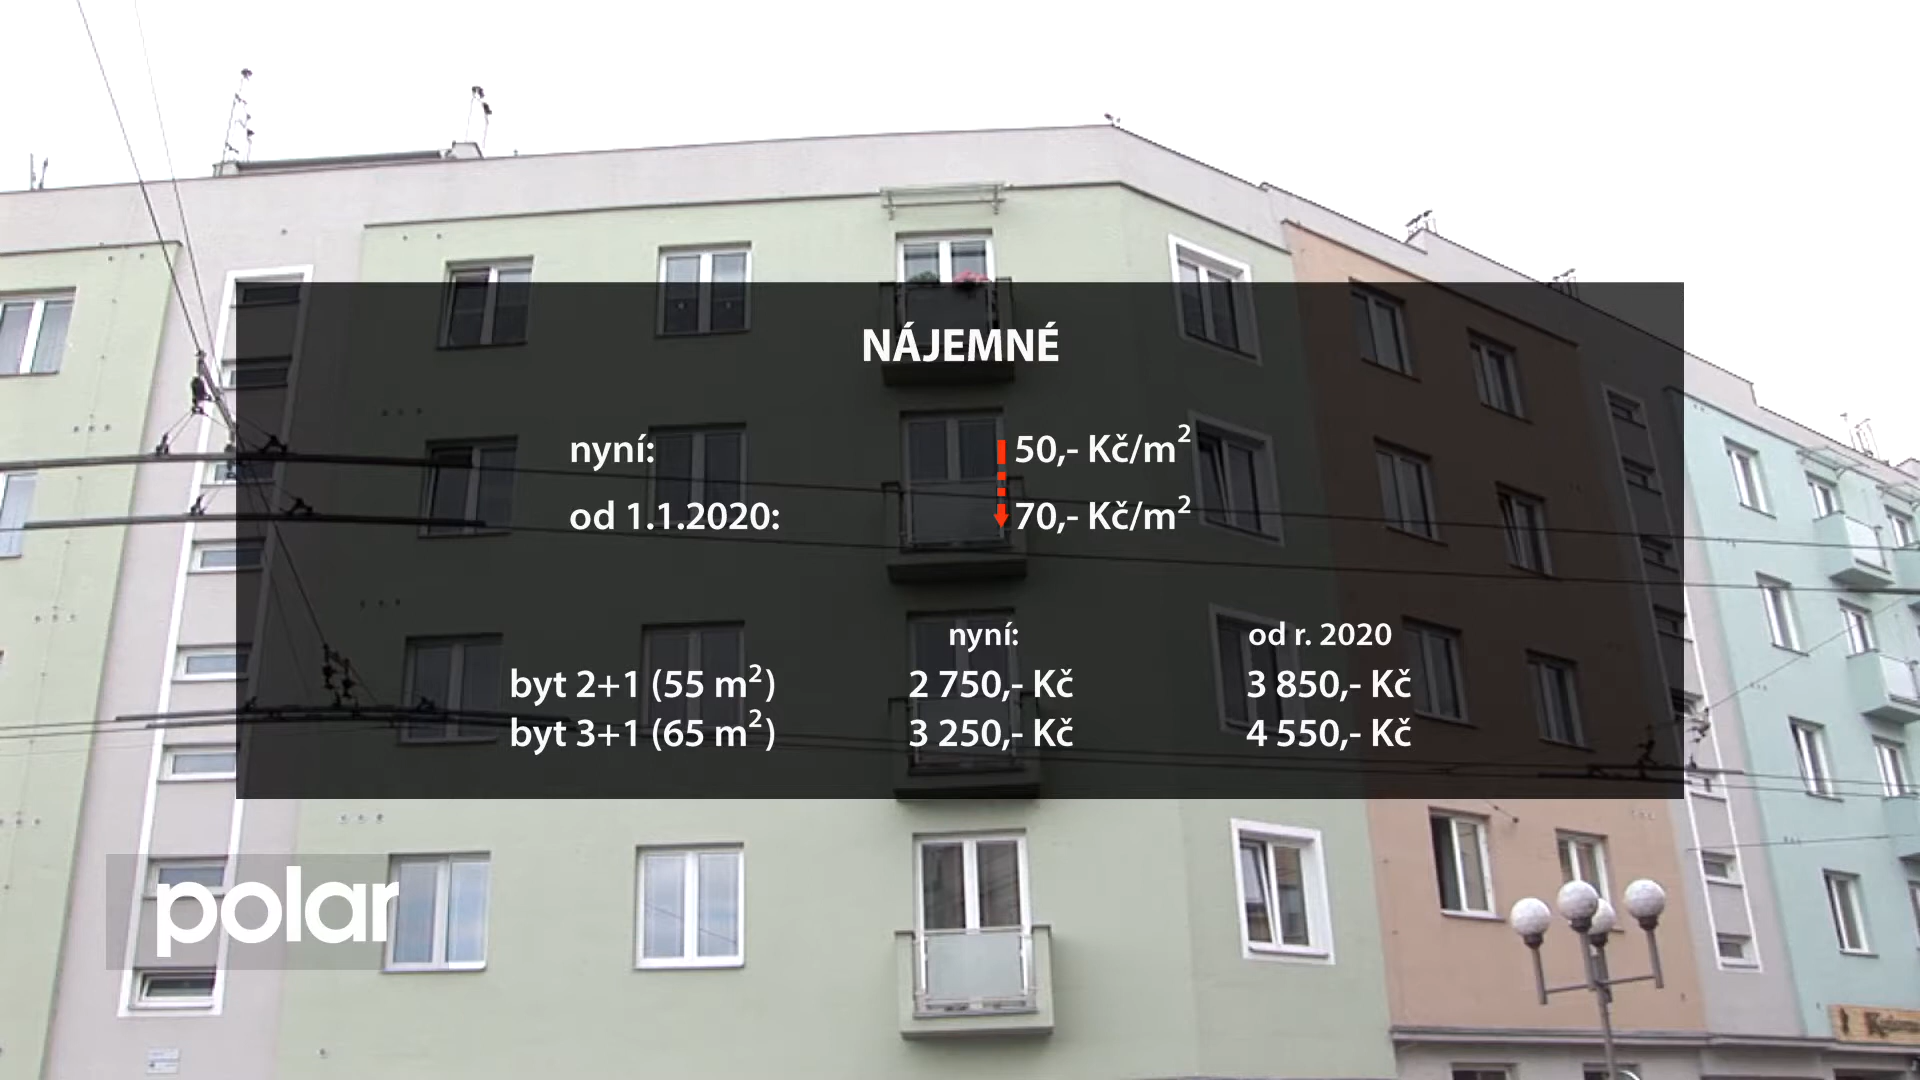 NÁJEMNÉ
nyní: 50,- Kč/m²
od 1.1.2020: 70,- Kč/m²
nyní: od r. 2020
byt 2+1 (55 m²) 2 750,- Kč 3 850,- Kč
byt 3+1 (65 m²) 3 250,- Kč 4 550,- Kč
polar